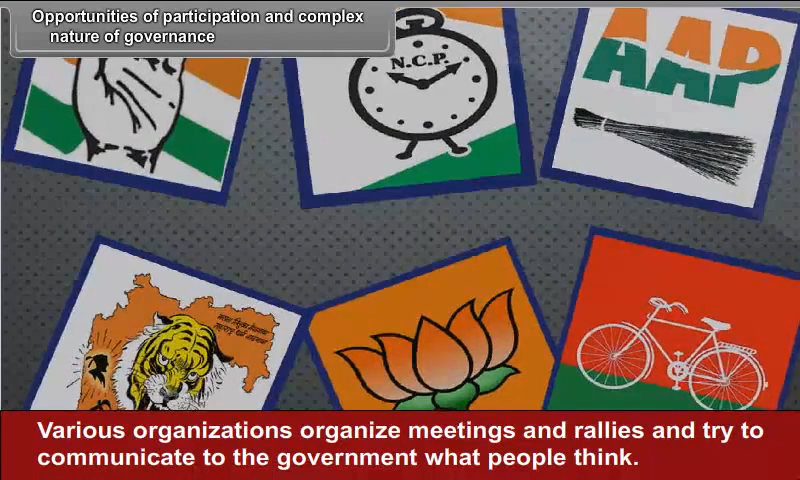 Opportunities of participation and complex
nature of governance
N.C.P.
AAP
Various organizations organize meetings and rallies and try to
communicate to the government what people think.